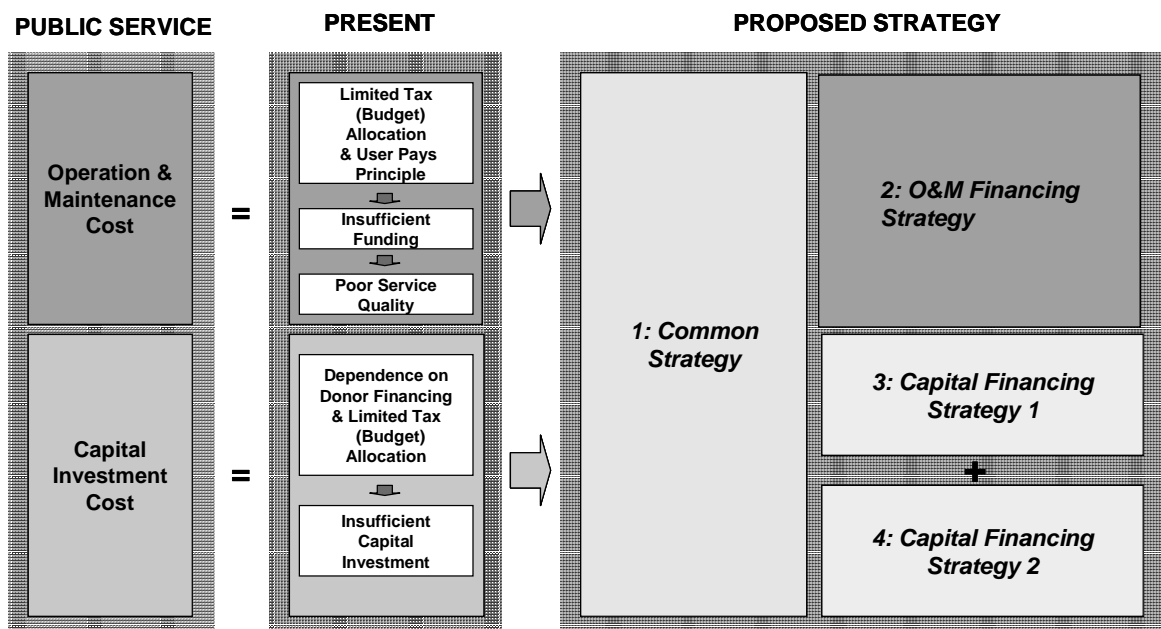 PUBLIC SERVICE
PRESENT
PROPOSED STRATEGY
Operation &
Maintenance
Cost
=
Limited Tax
(Budget)
Allocation
& User Pays
Principle
Insufficient
Funding
Poor Service
Quality
Capital
Investment
Cost
=
Dependence on
Donor Financing
& Limited Tax
(Budget)
Allocation
Insufficient
Capital
Investment
1: Common
Strategy
2: O&M Financing
Strategy
3: Capital Financing
Strategy 1
+
4: Capital Financing
Strategy 2